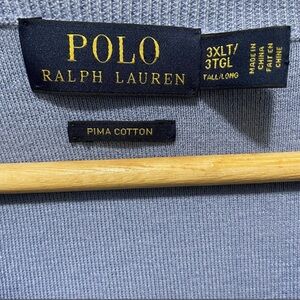 POLO
RALPH LAUREN
3XLT/
3TGL
TALL/LONG
MADE IN
CHINA
FAIT EN
CHINE
PIMA COTTON